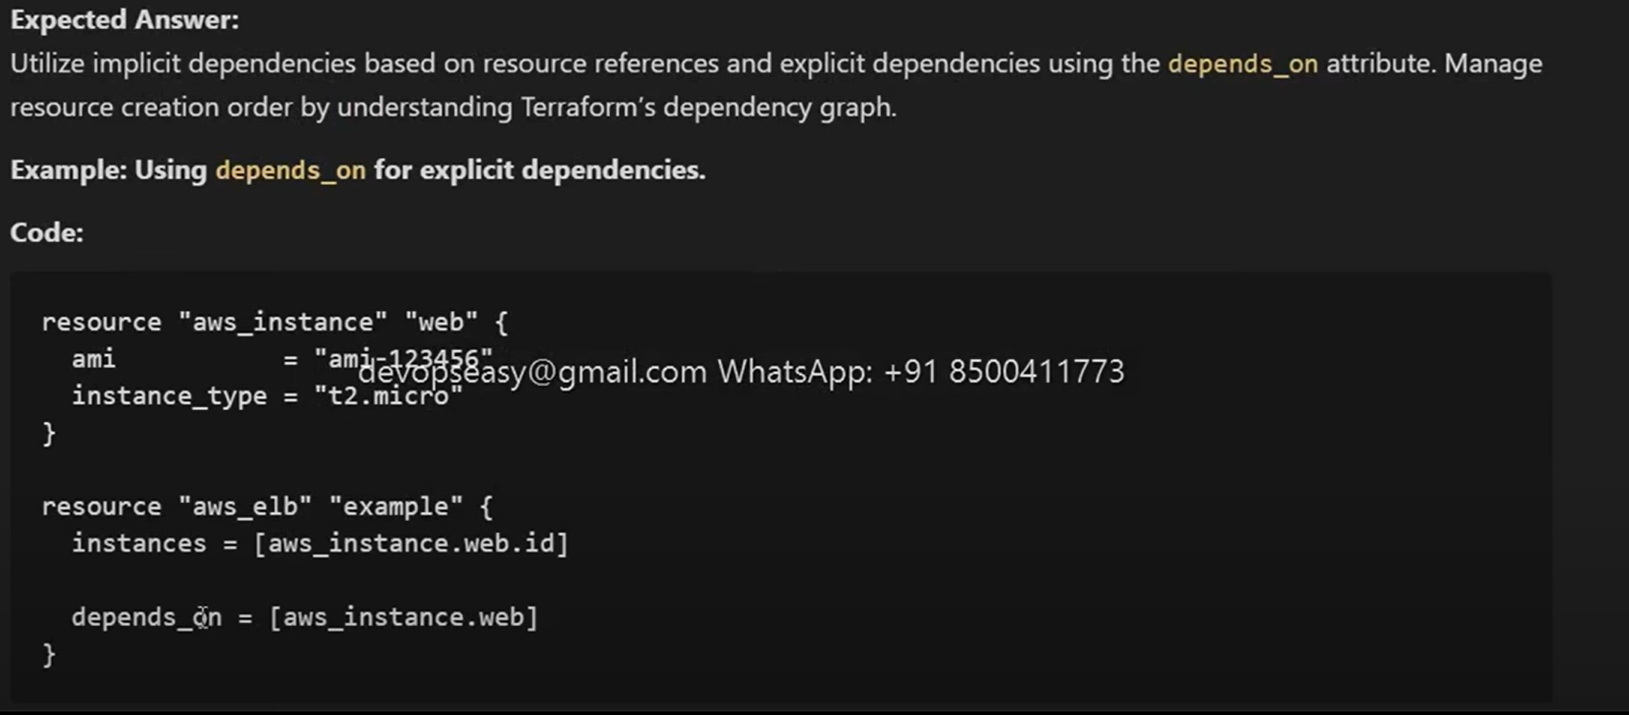 Expected Answer:
Utilize implicit dependencies based on resource references and explicit dependencies using the depends_on attribute. Manage
resource creation order by understanding Terraform's dependency graph.
Example: Using depends_on for explicit dependencies.
Code:
resource "aws_instance" "web" {
  ami           = "ami-123456"
devopseasy@gmail.com WhatsApp: +91 8500411773
  instance_type = "t2.micro"
}
resource "aws_elb" "example" {
  instances = [aws_instance.web.id]
  depends_on = [aws_instance.web]
}